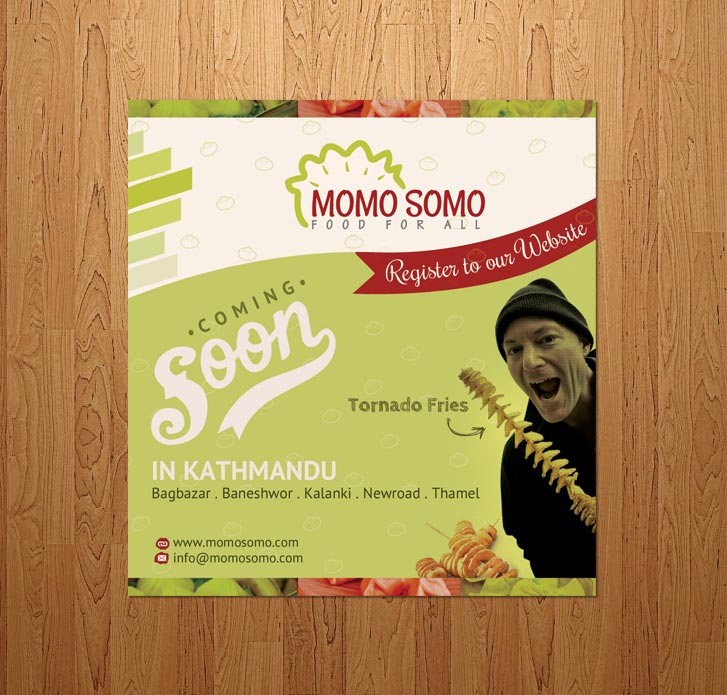 MOMO SOMO
FOOD FOR ALL
Register to our Website
•COMING•
Soon
Tornado Fries
IN KATHMANDU
Bagbazar . Baneshwor . Kalanki . Newroad . Thamel
www.momosomo.com
info@momosomo.com